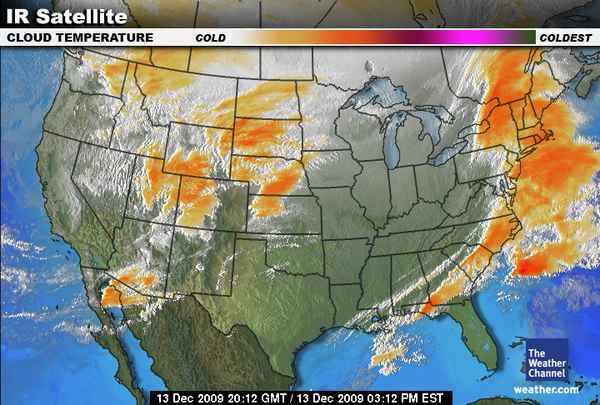 IR Satellite
CLOUD TEMPERATURE COLD COLDEST
The
Weather
Channel
weather.com
13 Dec 2009 20:12 GMT / 13 Dec 2009 03:12 PM EST